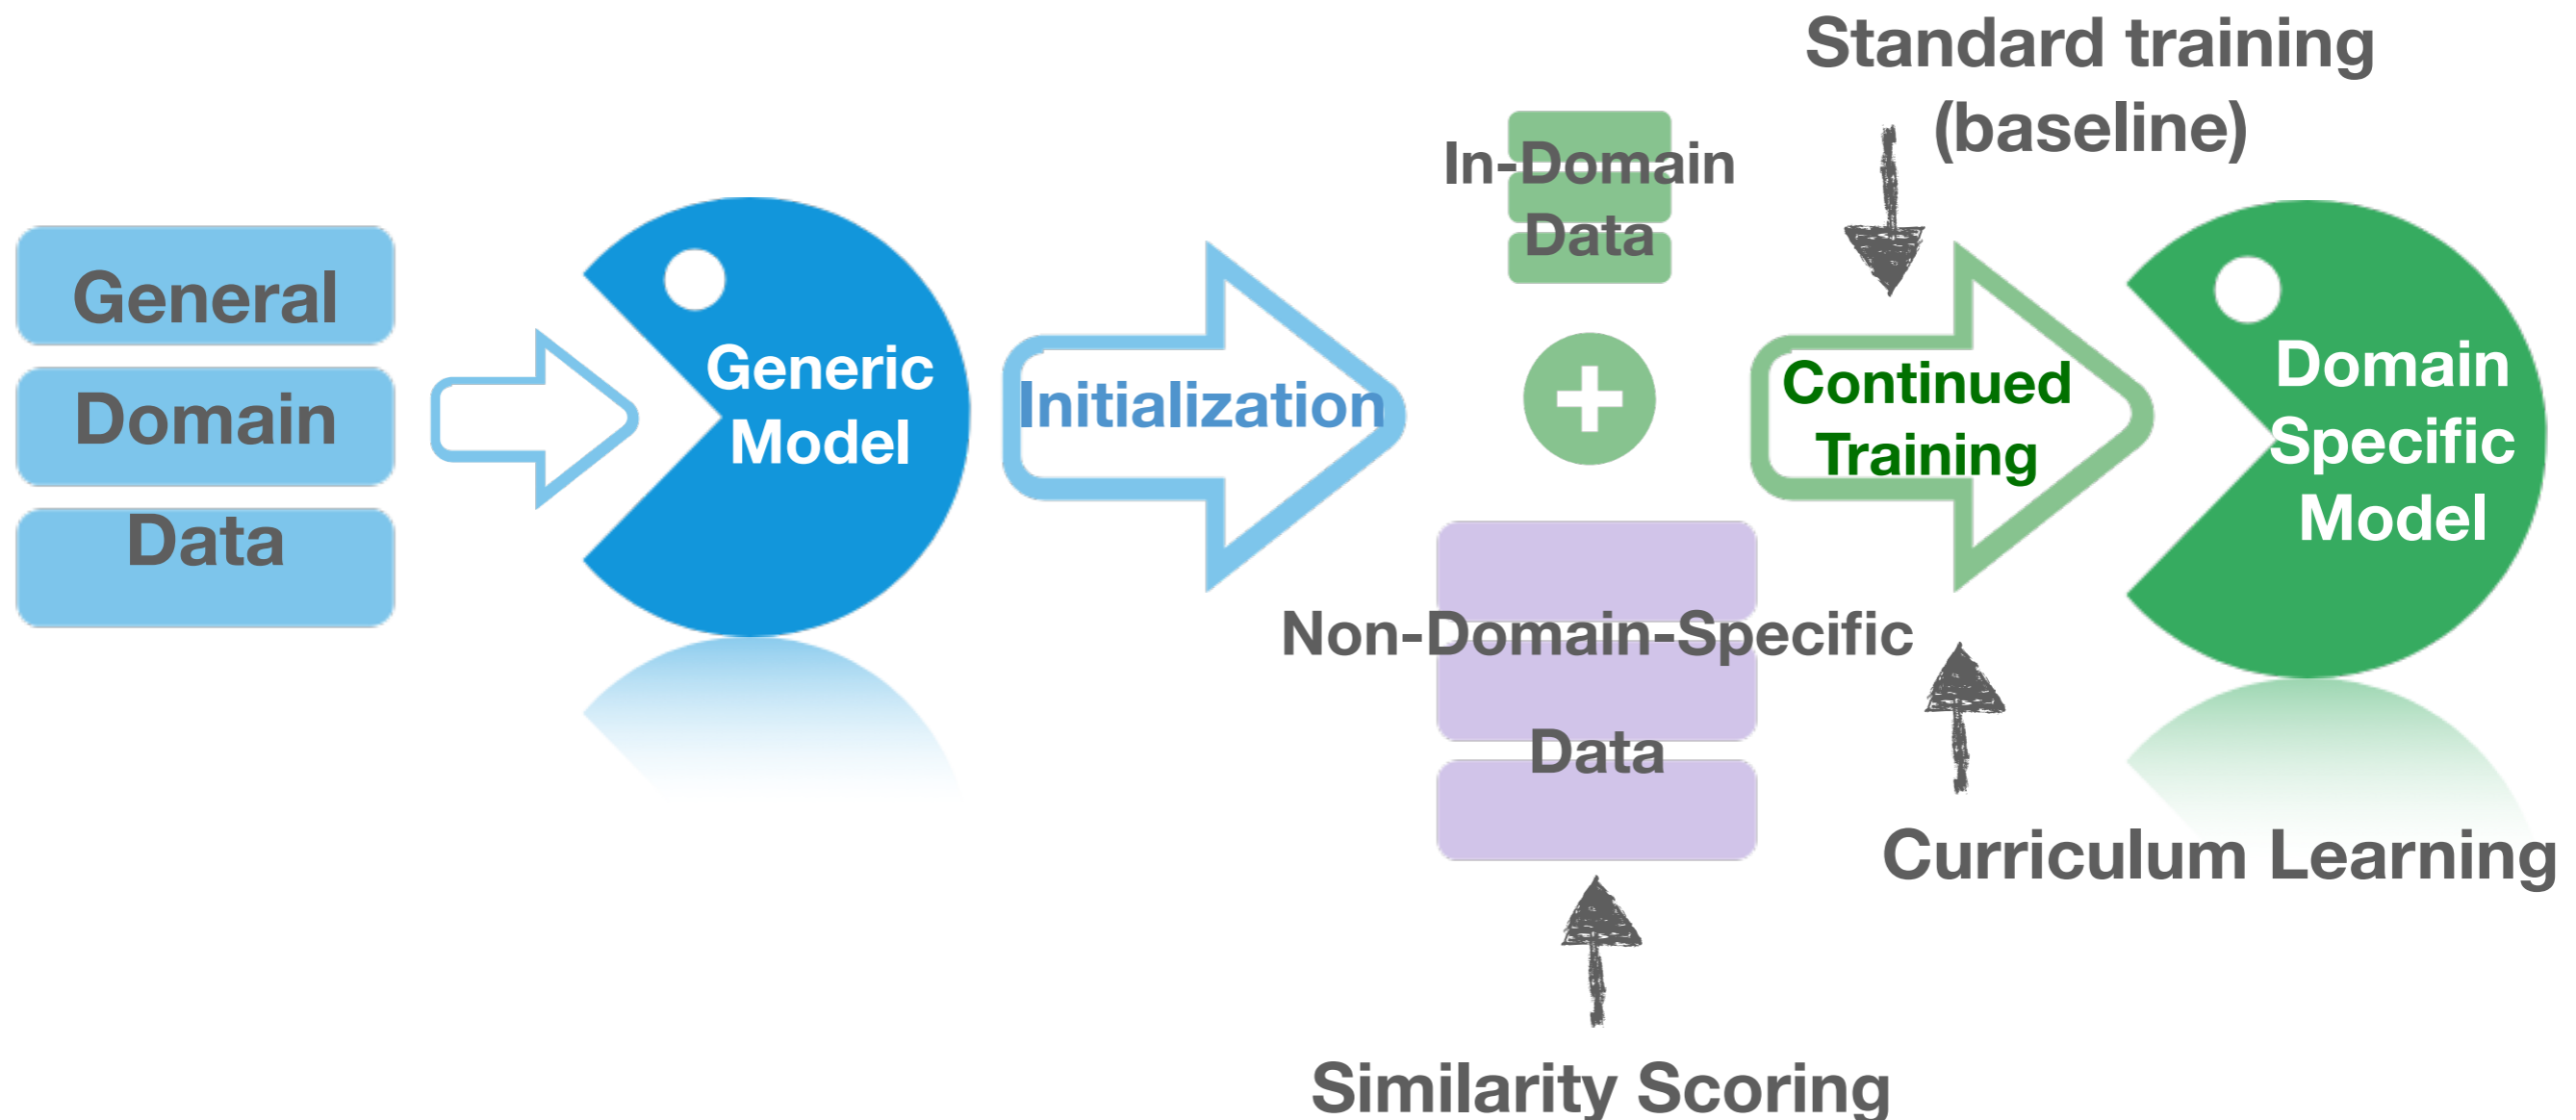 General
Domain
Data
Generic
Model
Initialization
In-Domain
Data
Non-Domain-Specific
Data
Similarity Scoring
Standard training
(baseline)
Continued
Training
Curriculum Learning
Domain
Specific
Model